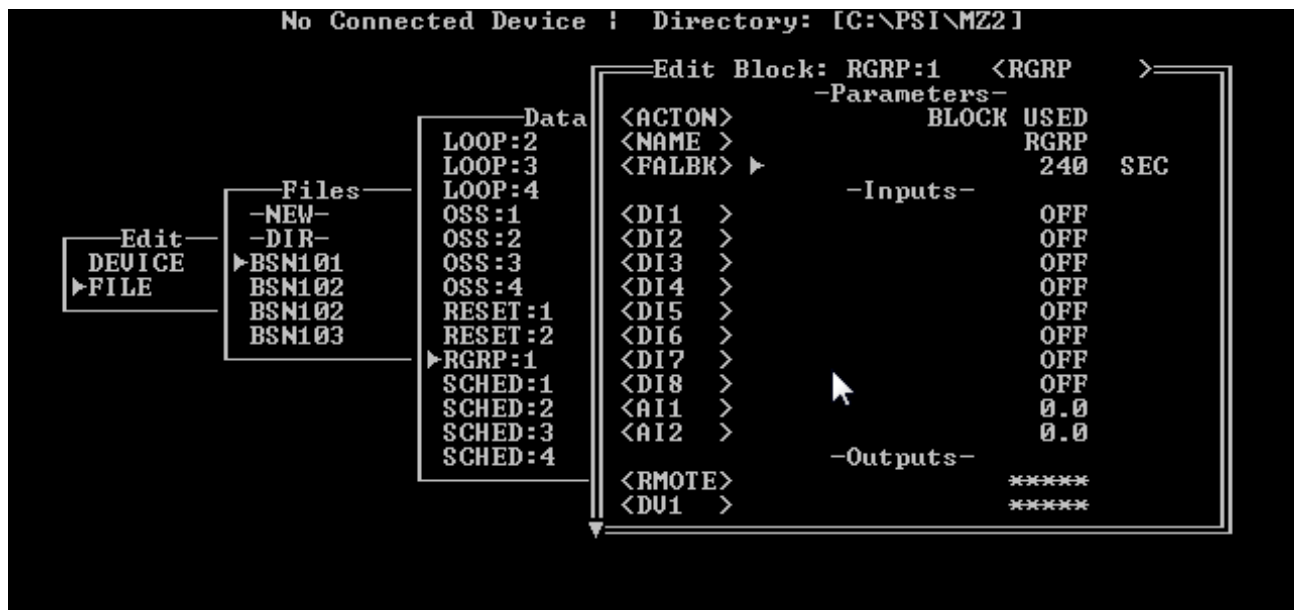 No Connected Device ¦ Directory: [C:\PSI\MZ2]
Edit
DEVICE
►FILE
Files
-NEW-
-DIR-
►BSN101
BSN102
BSN102
BSN103
Data
LOOP:2
LOOP:3
LOOP:4
OSS:1
OSS:2
OSS:3
OSS:4
RESET:1
RESET:2
►RGRP:1
SCHED:1
SCHED:2
SCHED:3
SCHED:4
Edit Block: RGRP:1 <RGRP >
-Parameters-
<ACTON> BLOCK USED
<NAME > RGRP
<FALBK> ► 240 SEC
-Inputs-
<DI1 > OFF
<DI2 > OFF
<DI3 > OFF
<DI4 > OFF
<DI5 > OFF
<DI6 > OFF
<DI7 > OFF
<DI8 > OFF
<AI1 > 0.0
<AI2 > 0.0
-Outputs-
<RMOTE> *****
<DV1 > *****